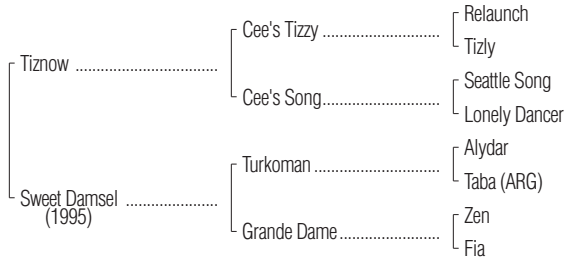 Relaunch
Cee's Tizzy
Tizly
Tiznow
Seattle Song
Cee's Song
Lonely Dancer
Alydar
Turkoman
Taba (ARG)
Sweet Damsel
(1995)
Zen
Grande Dame
Fia